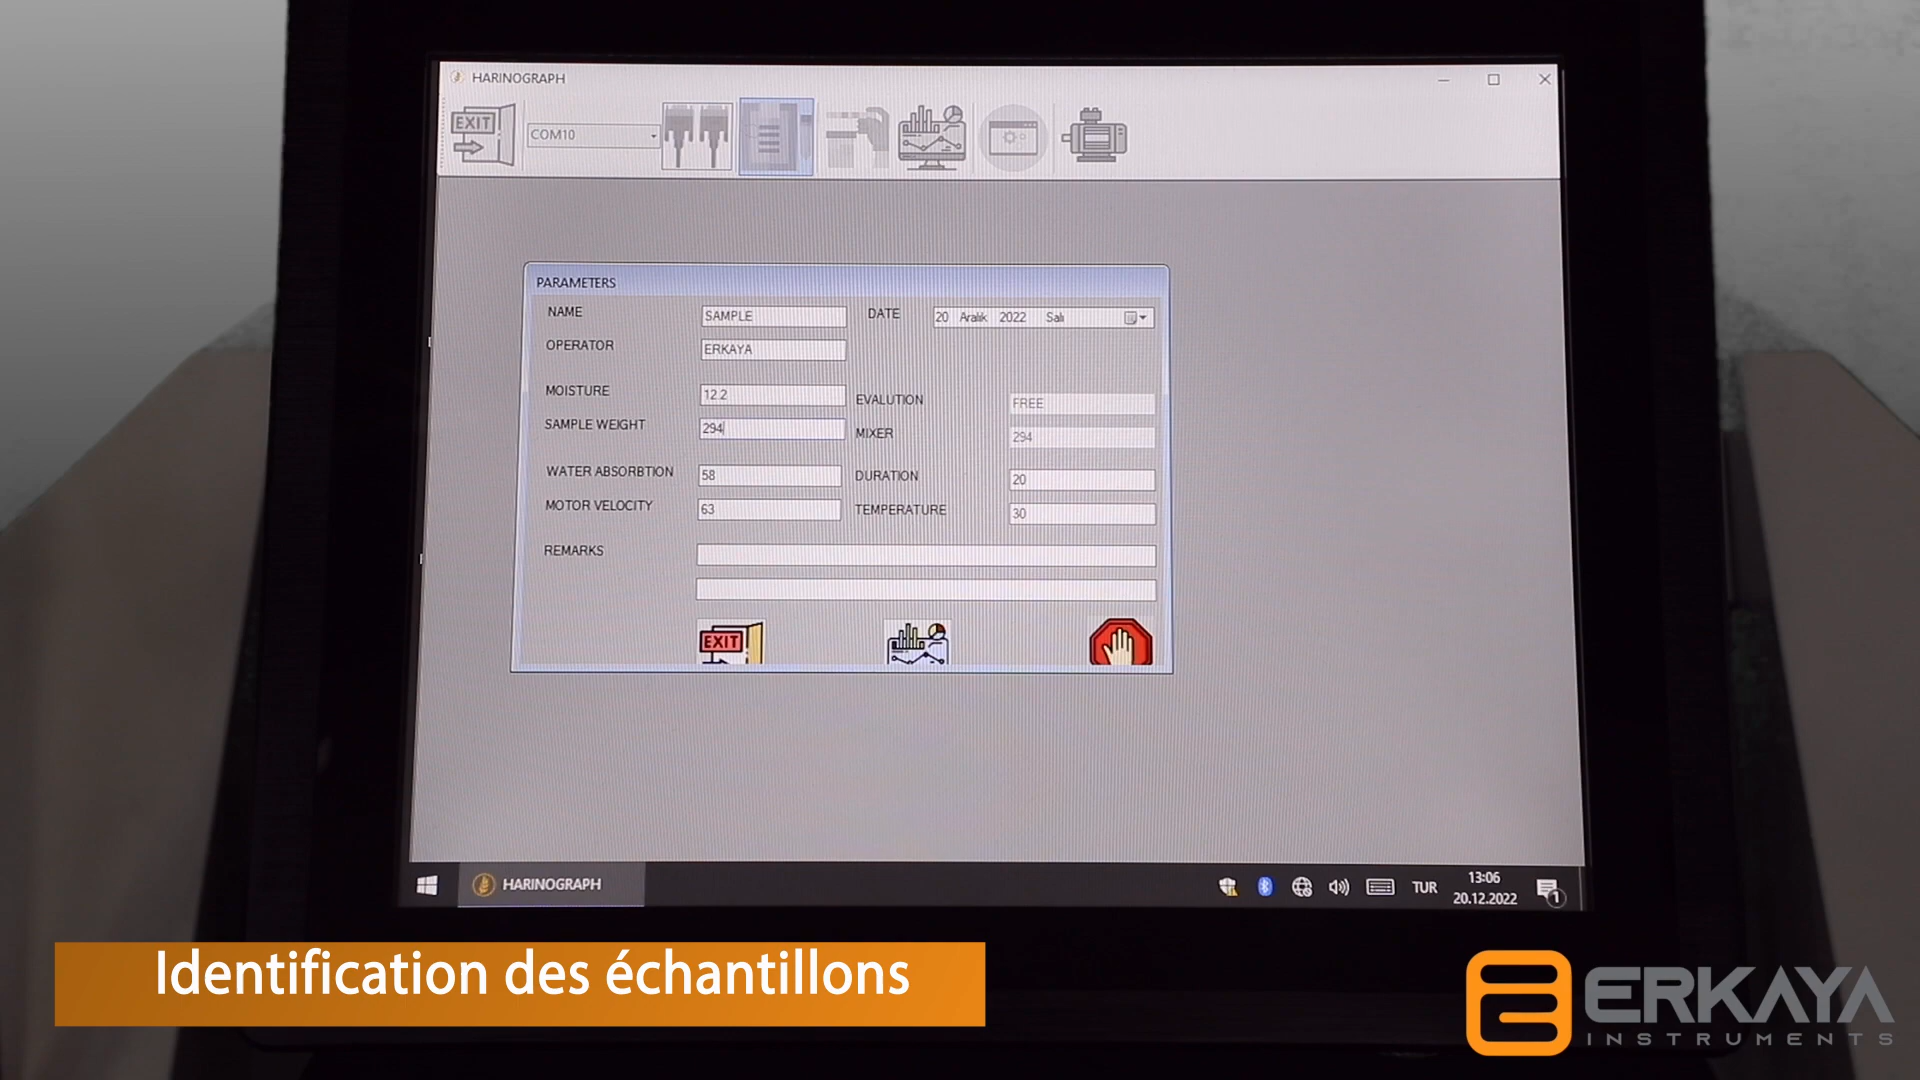 HARINOGRAPH
EXIT
COM10
PARAMETERS
NAME SAMPLE DATE 20 Aralık 2022 Salı
OPERATOR ERKAYA
MOISTURE 12.2 EVALUTION FREE
SAMPLE WEIGHT 294 MIXER 294
WATER ABSORBTION 58 DURATION 20
MOTOR VELOCITY 63 TEMPERATURE 30
REMARKS
EXIT
HARINOGRAPH TUR 13:06
20.12.2022
1
Identification des échantillons
ERKAYA
INSTRUMENTS